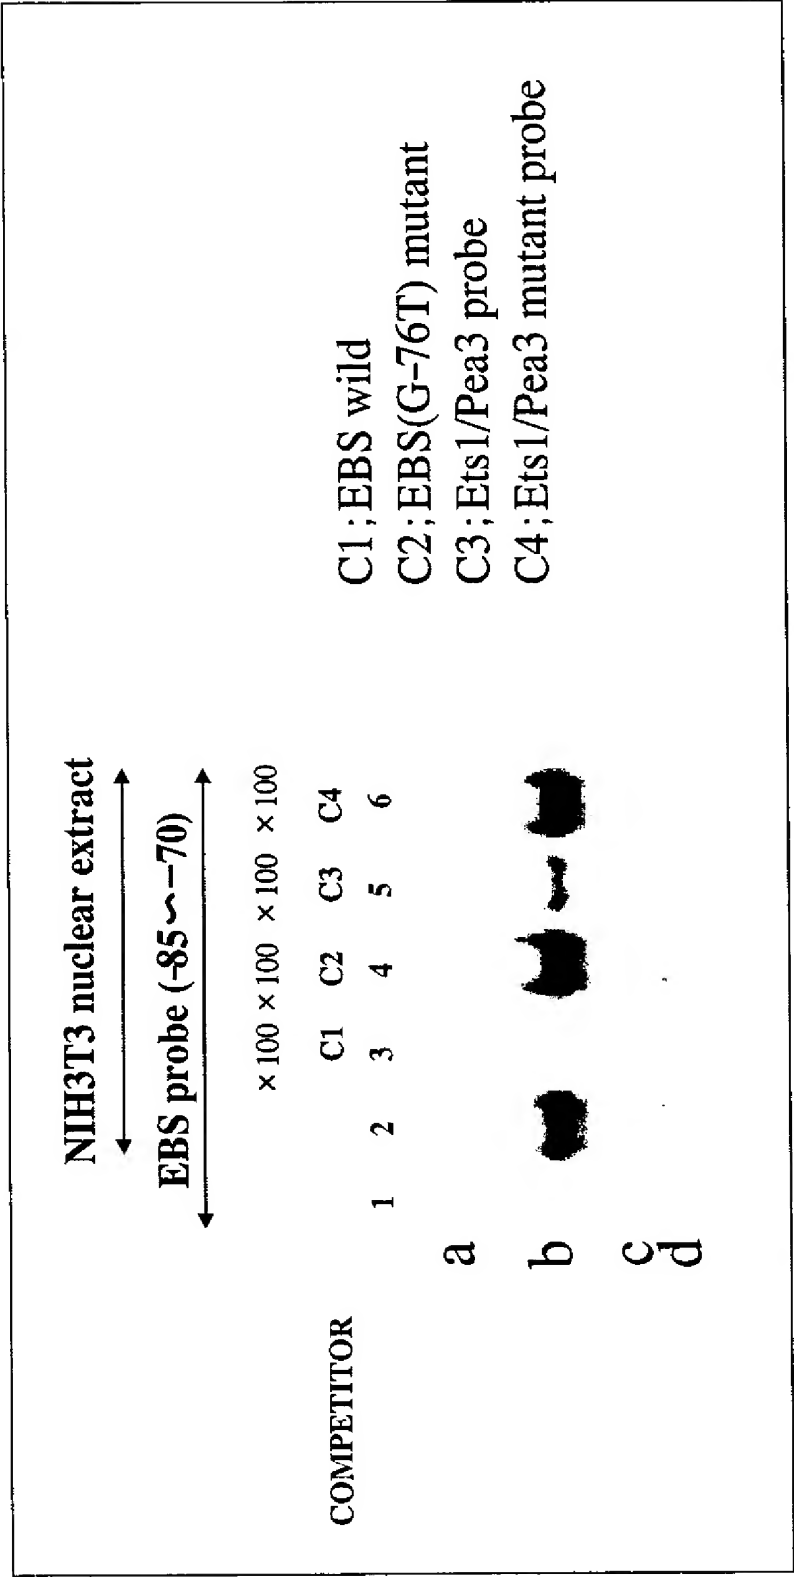 NIH3T3 nuclear extract
EBS probe (-85∽-70)
×100 ×100 ×100 ×100
COMPETITOR C1 C2 C3 C4
1 2 3 4 5 6
a
b
c
d
C1;EBS wild
C2;EBS(G-76T) mutant
C3;Ets1/Pea3 probe
C4;Ets1/Pea3 mutant probe